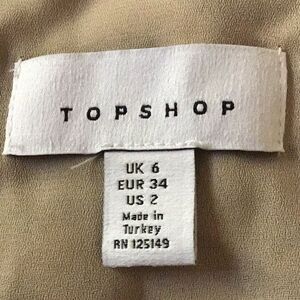 TOPSHOP
UK 6
EUR 34
US 2
Made in
Turkey
RN 125149